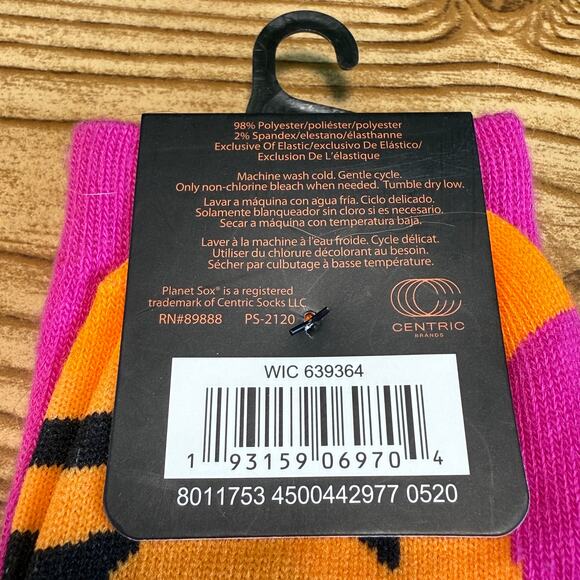 98% Polyester/poliéster/polyester
2% Spandex/elestano/élasthanne
Exclusive Of Elastic/exclusivo De Elástico/
Exclusion De L'élastique
Machine wash cold. Gentle cycle.
Only non-chlorine bleach when needed. Tumble dry low.
Lavar a máquina con agua fría. Ciclo delicado.
Solamente blanqueador sin cloro si es necesario.
Secar a máquina con temperatura baja.
Laver à la machine à l'eau froide. Cycle délicat.
Utiliser du chlorure décolorant au besoin.
Sécher par culbutage à basse température.
Planet Sox® is a registered
trademark of Centric Socks LLC
RN#89888 PS-2120
CENTRIC
BRANDS
WIC 639364
1 93159 06970 4
8011753 4500442977 0520